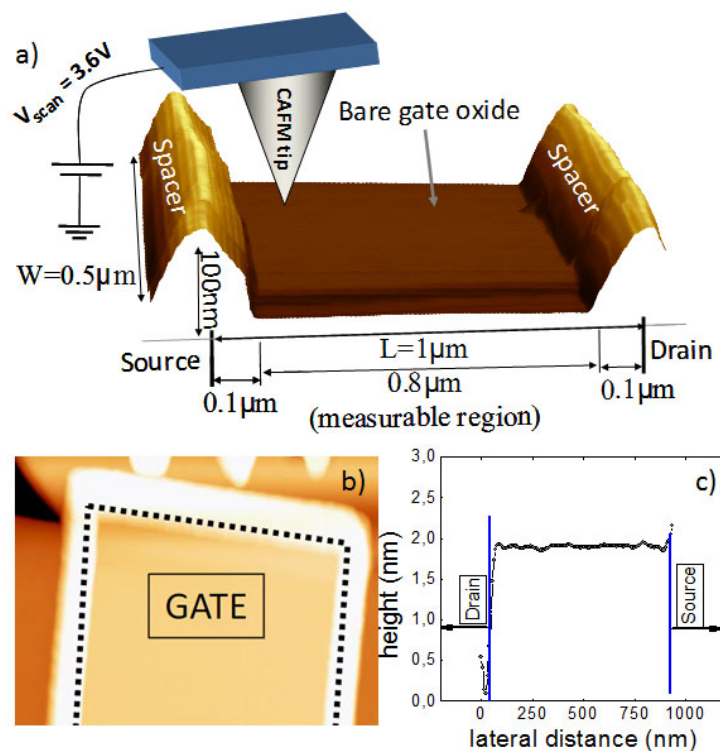 a)
V scan = 3.6V
CAFM tip
Bare gate oxide
Spacer
Spacer
W=0.5µm
100nm
Source
L=1µm
Drain
0.1µm
0.8µm
0.1µm
(measurable region)
b)
GATE
c)
height (nm)
3,0
2,5
2,0
1,5
1,0
0,5
0,0
Drain
Source
0
250
500
750
1000
lateral distance (nm)